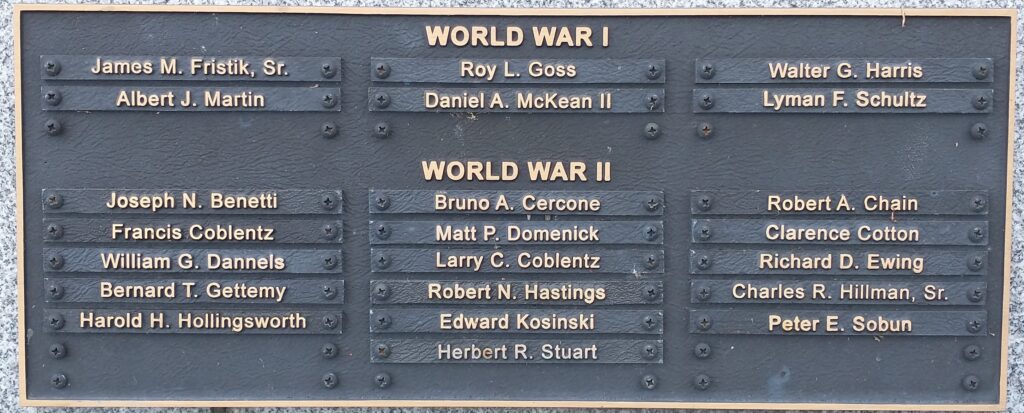 WORLD WAR I
James M. Fristik, Sr.
Roy L. Goss
Walter G. Harris
Albert J. Martin
Daniel A. McKean II
Lyman F. Schultz
WORLD WAR II
Joseph N. Benetti
Bruno A. Cercone
Robert A. Chain
Francis Coblentz
Matt P. Domenick
Clarence Cotton
William G. Dannels
Larry C. Coblentz
Richard D. Ewing
Bernard T. Gettemy
Robert N. Hastings
Charles R. Hillman, Sr.
Harold H. Hollingsworth
Edward Kosinski
Peter E. Sobun
Herbert R. Stuart